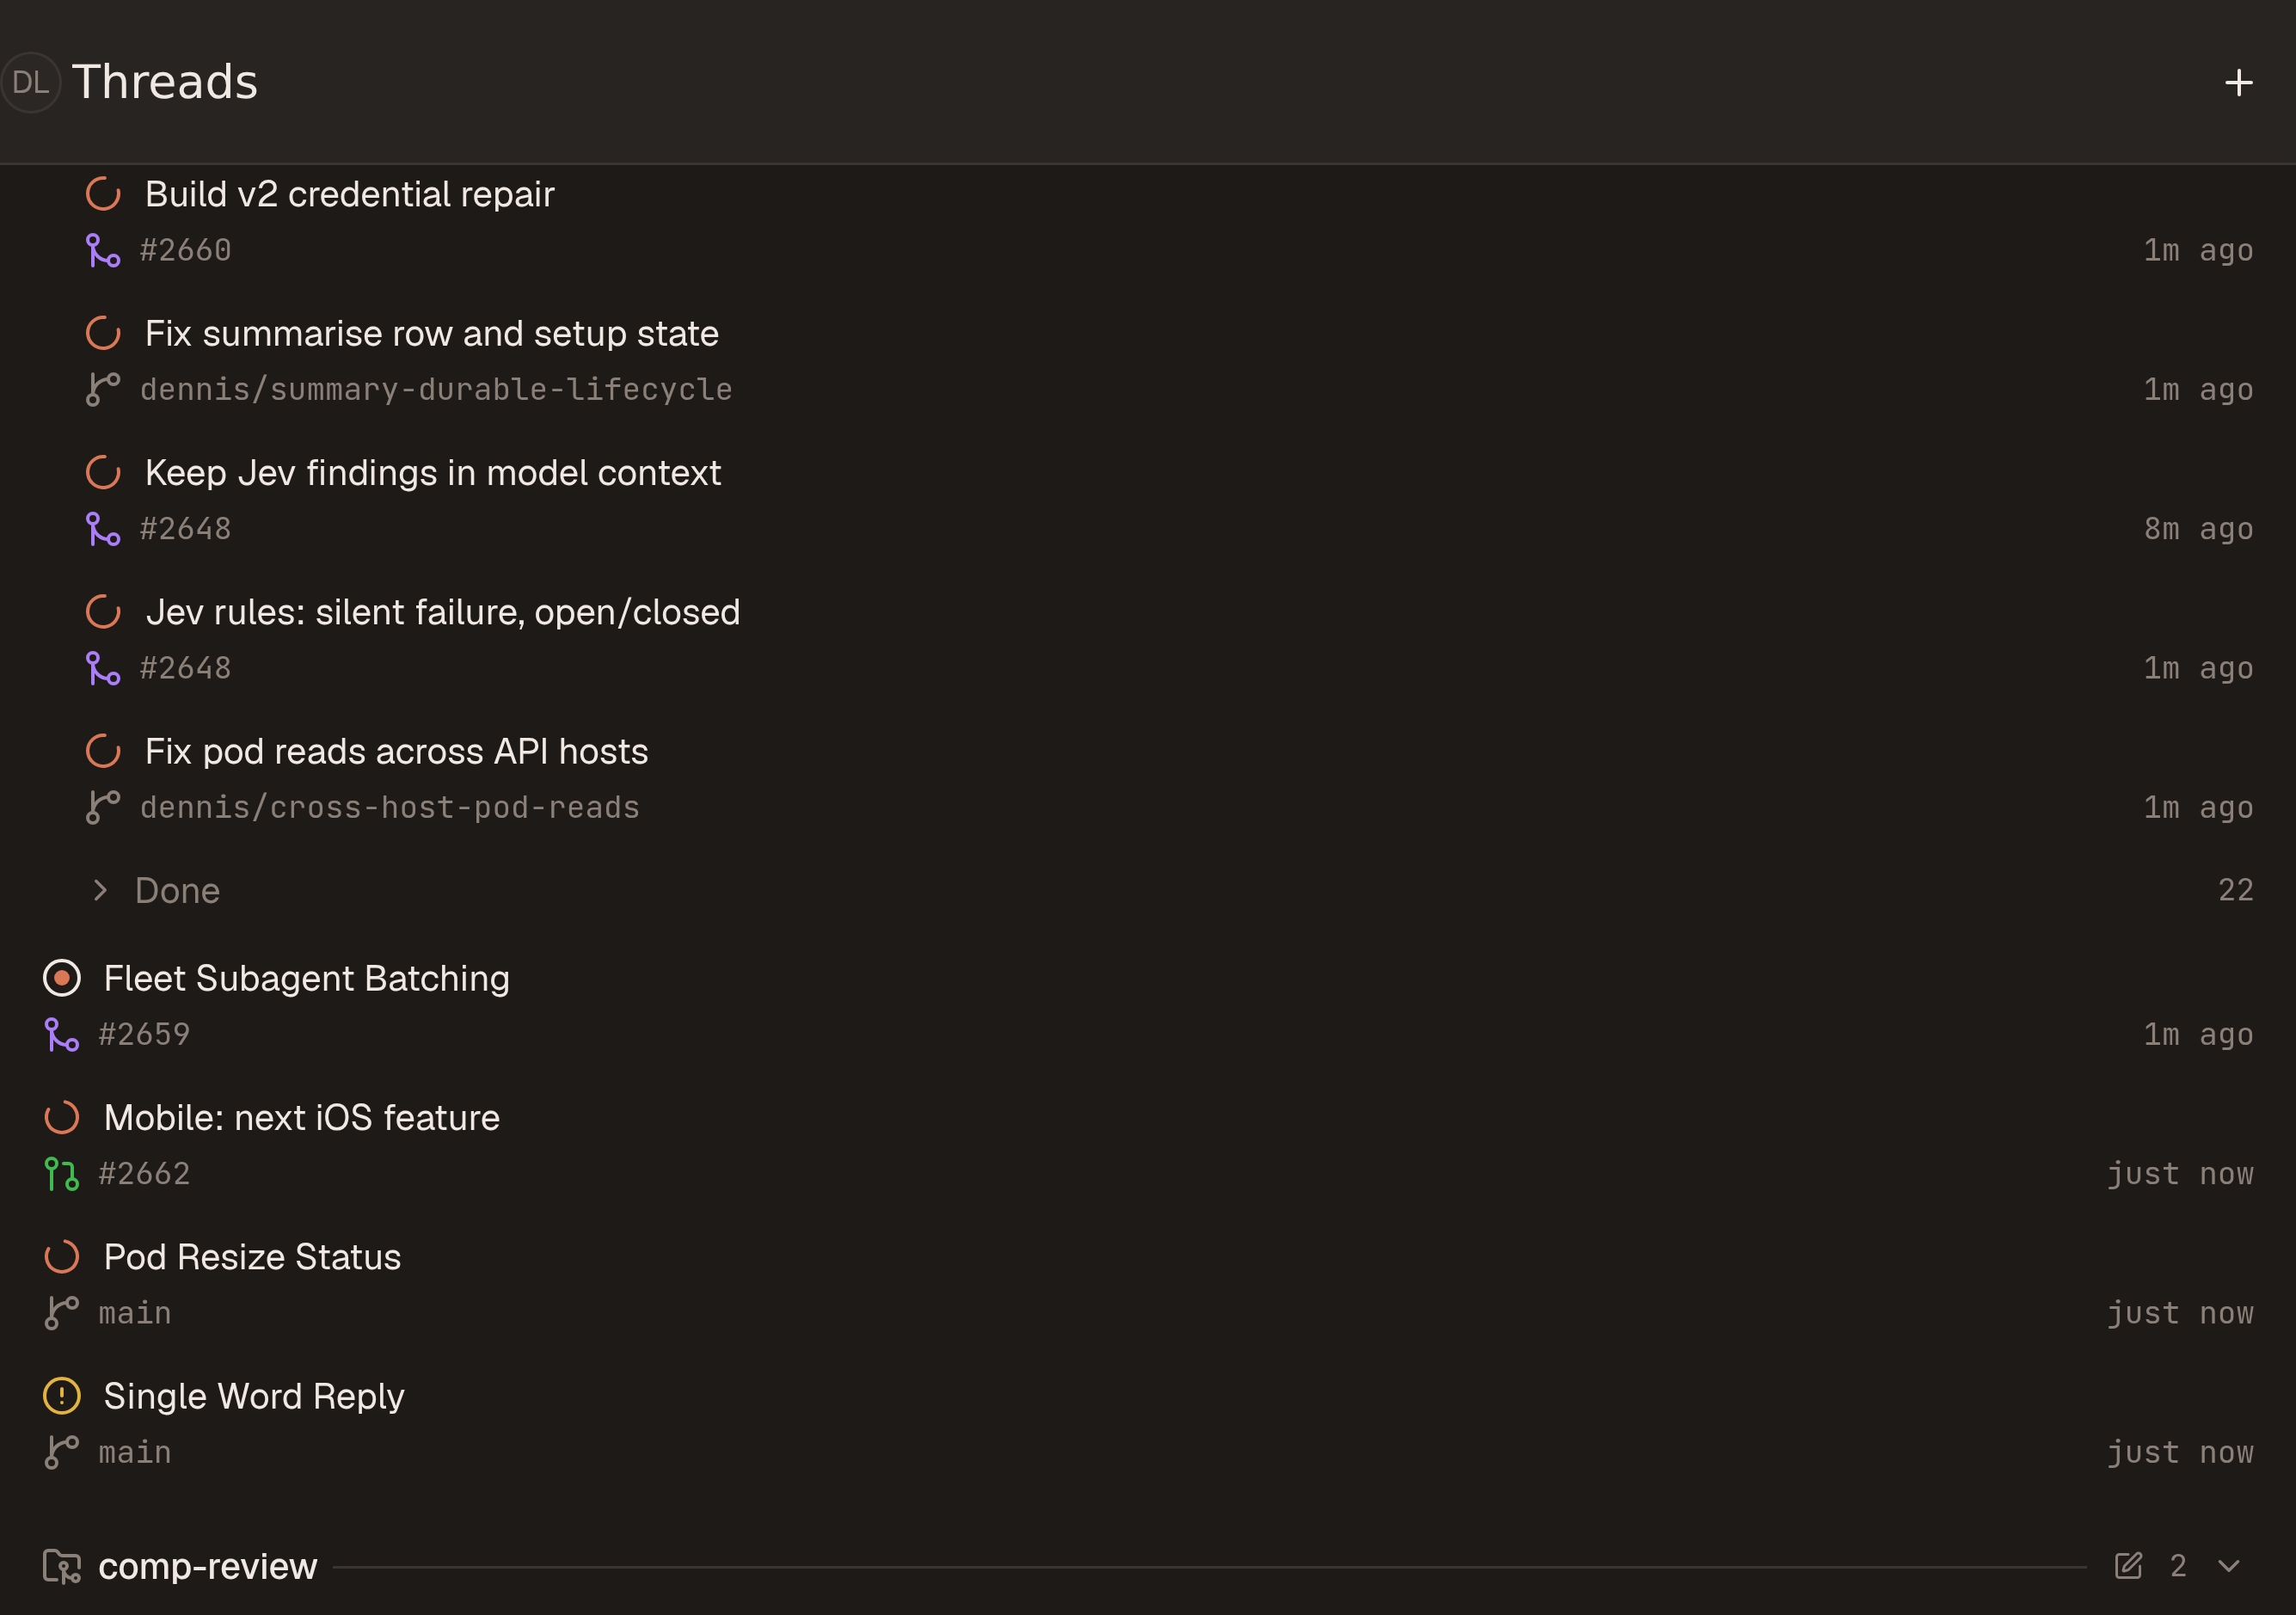 DL Threads
Build v2 credential repair
#2660 1m ago
Fix summarise row and setup state
dennis/summary-durable-lifecycle 1m ago
Keep Jev findings in model context
#2648 8m ago
Jev rules: silent failure, open/closed
#2648 1m ago
Fix pod reads across API hosts
dennis/cross-host-pod-reads 1m ago
Done 22
Fleet Subagent Batching
#2659 1m ago
Mobile: next iOS feature
#2662 just now
Pod Resize Status
main just now
Single Word Reply
main just now
comp-review 2